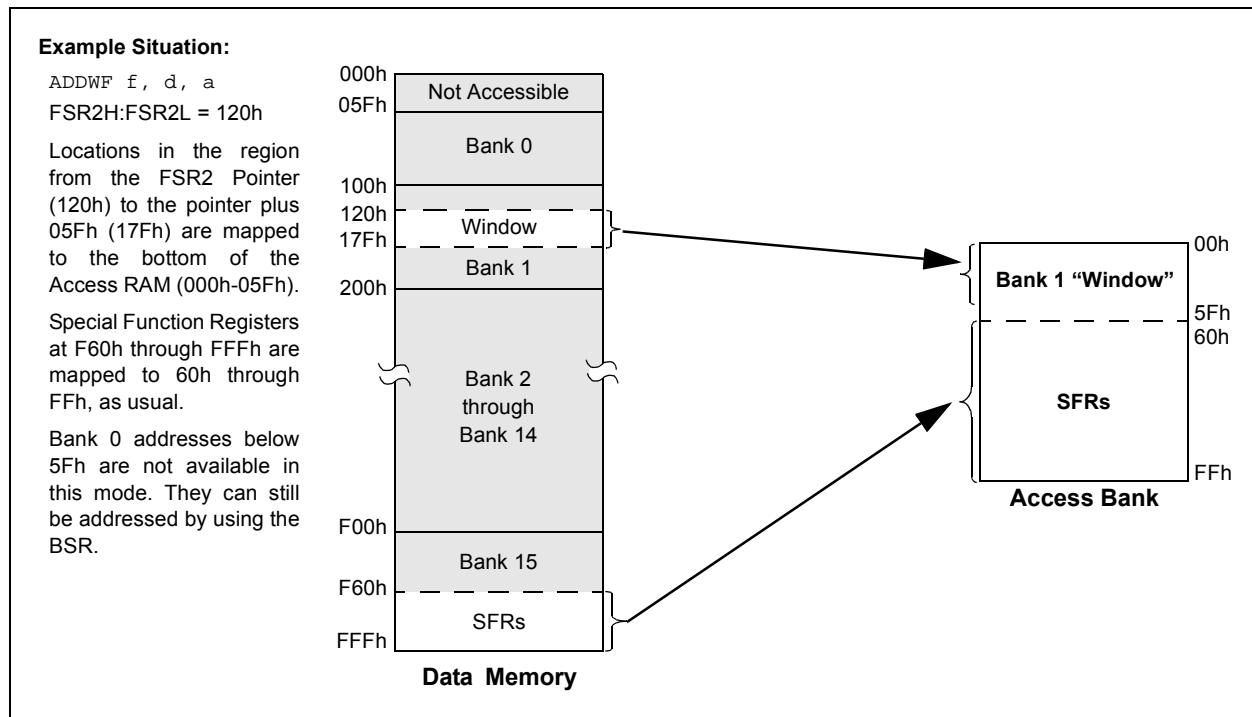 Example Situation:
ADDWF f, d, a
FSR2H:FSR2L = 120h
Locations in the region
from the FSR2 Pointer
(120h) to the pointer plus
05Fh (17Fh) are mapped
to the bottom of the
Access RAM (000h-05Fh).
Special Function Registers
at F60h through FFFh are
mapped to 60h through
FFh, as usual.
Bank 0 addresses below
5Fh are not available in
this mode. They can still
be addressed by using the
BSR.
000h
Not Accessible
05Fh
Bank 0
100h
120h
Window
17Fh
Bank 1
200h
Bank 2
through
Bank 14
F00h
Bank 15
F60h
SFRs
FFFh
Data Memory
00h
Bank 1 “Window”
5Fh
60h
SFRs
FFh
Access Bank